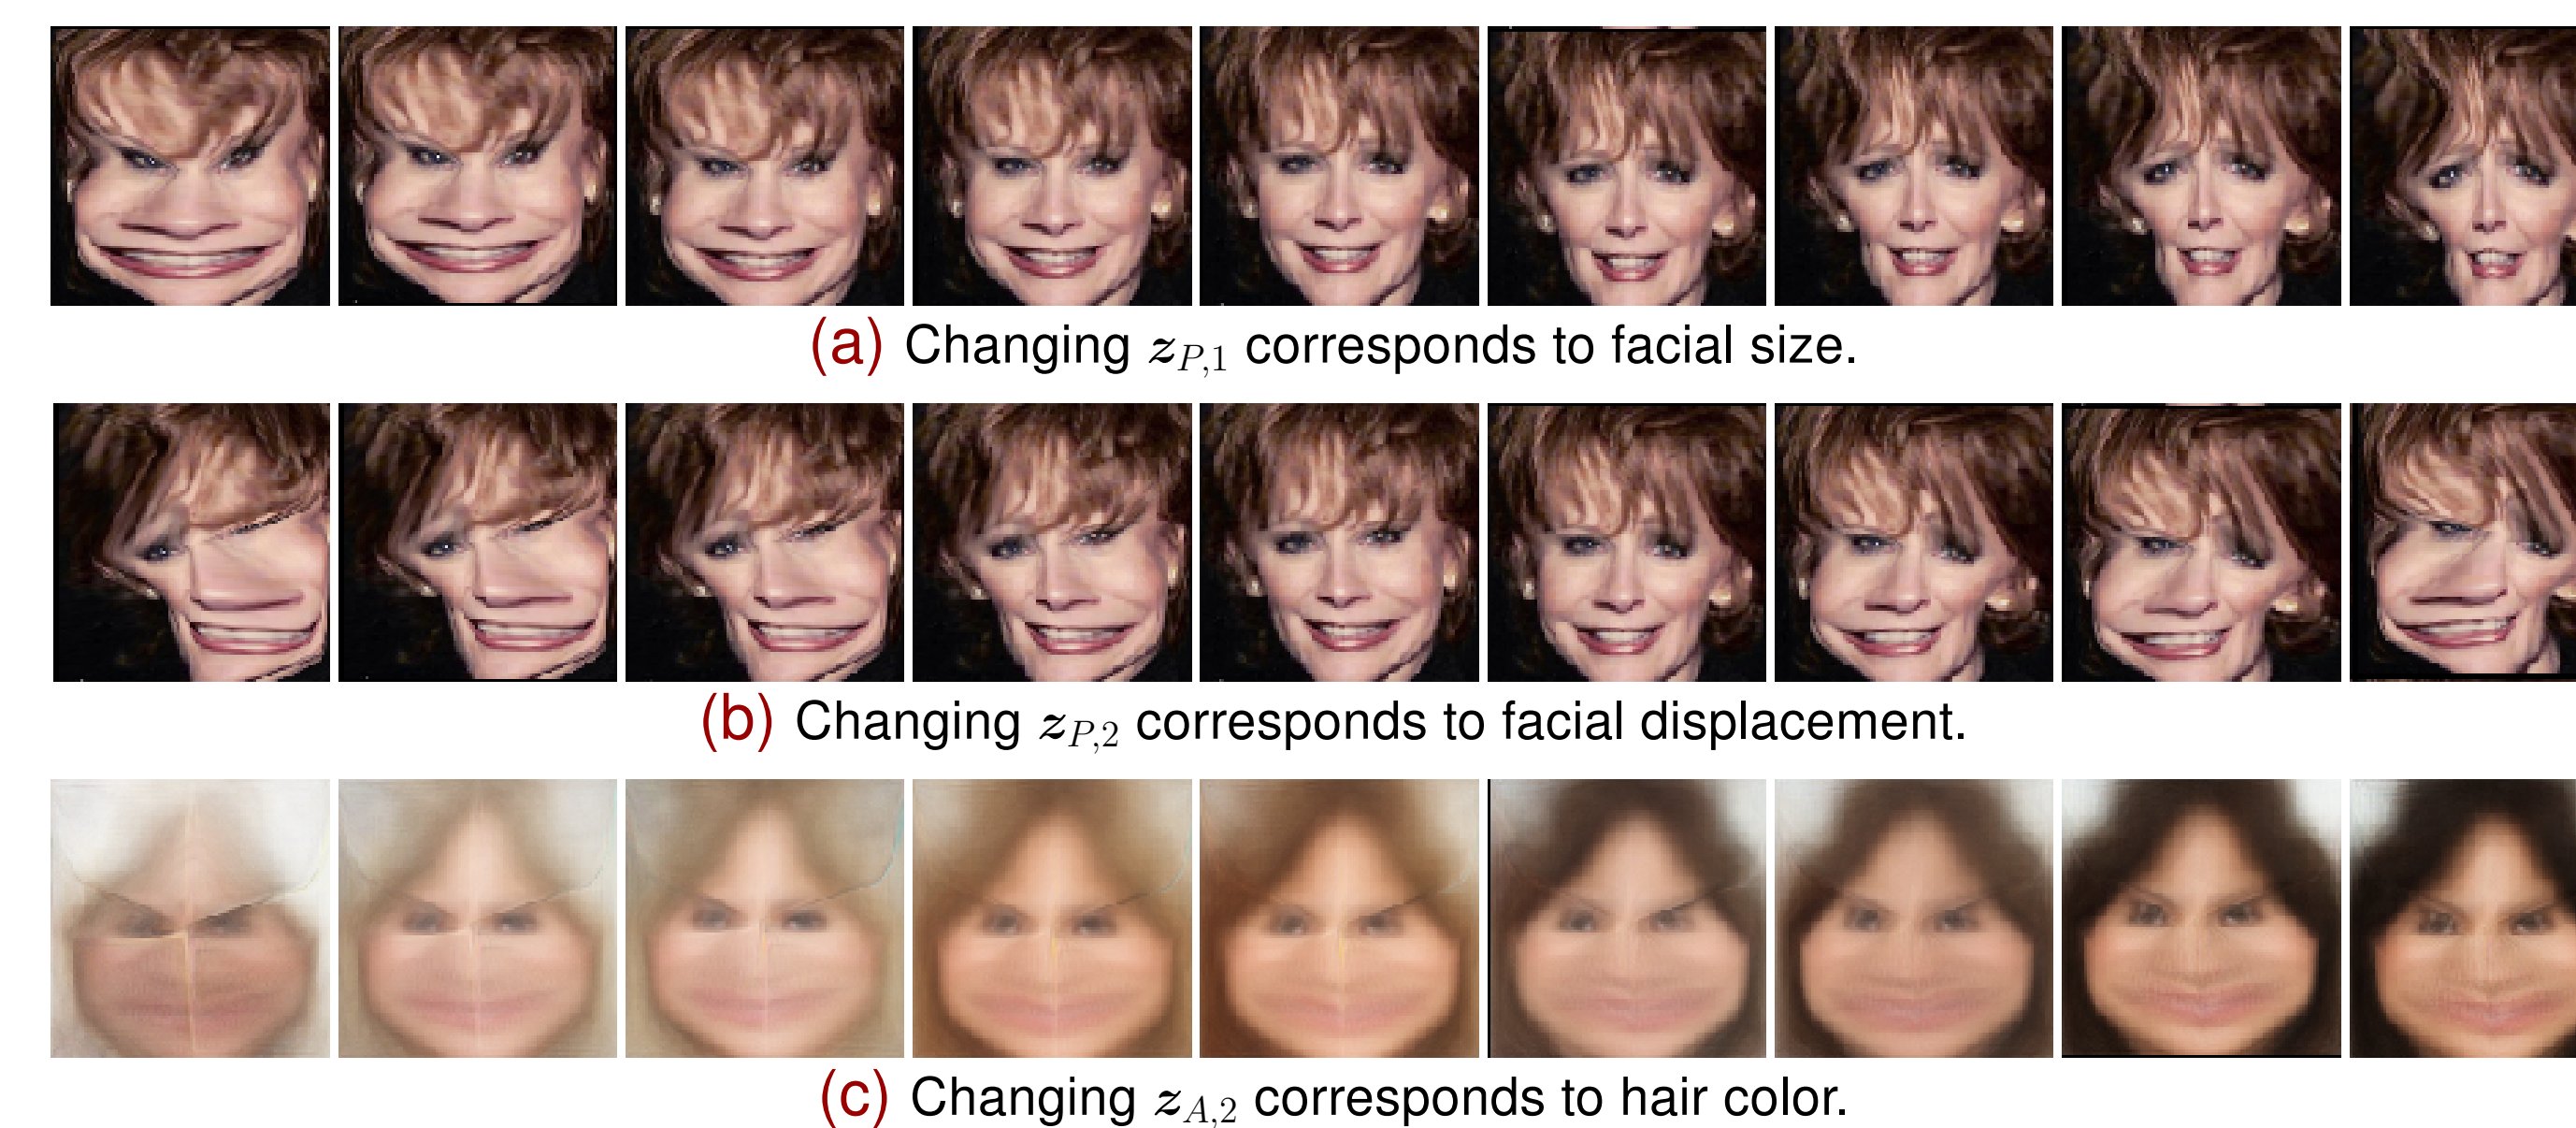 (a) Changing z_{P,1} corresponds to facial size.
(b) Changing z_{P,2} corresponds to facial displacement.
(c) Changing z_{A,2} corresponds to hair color.